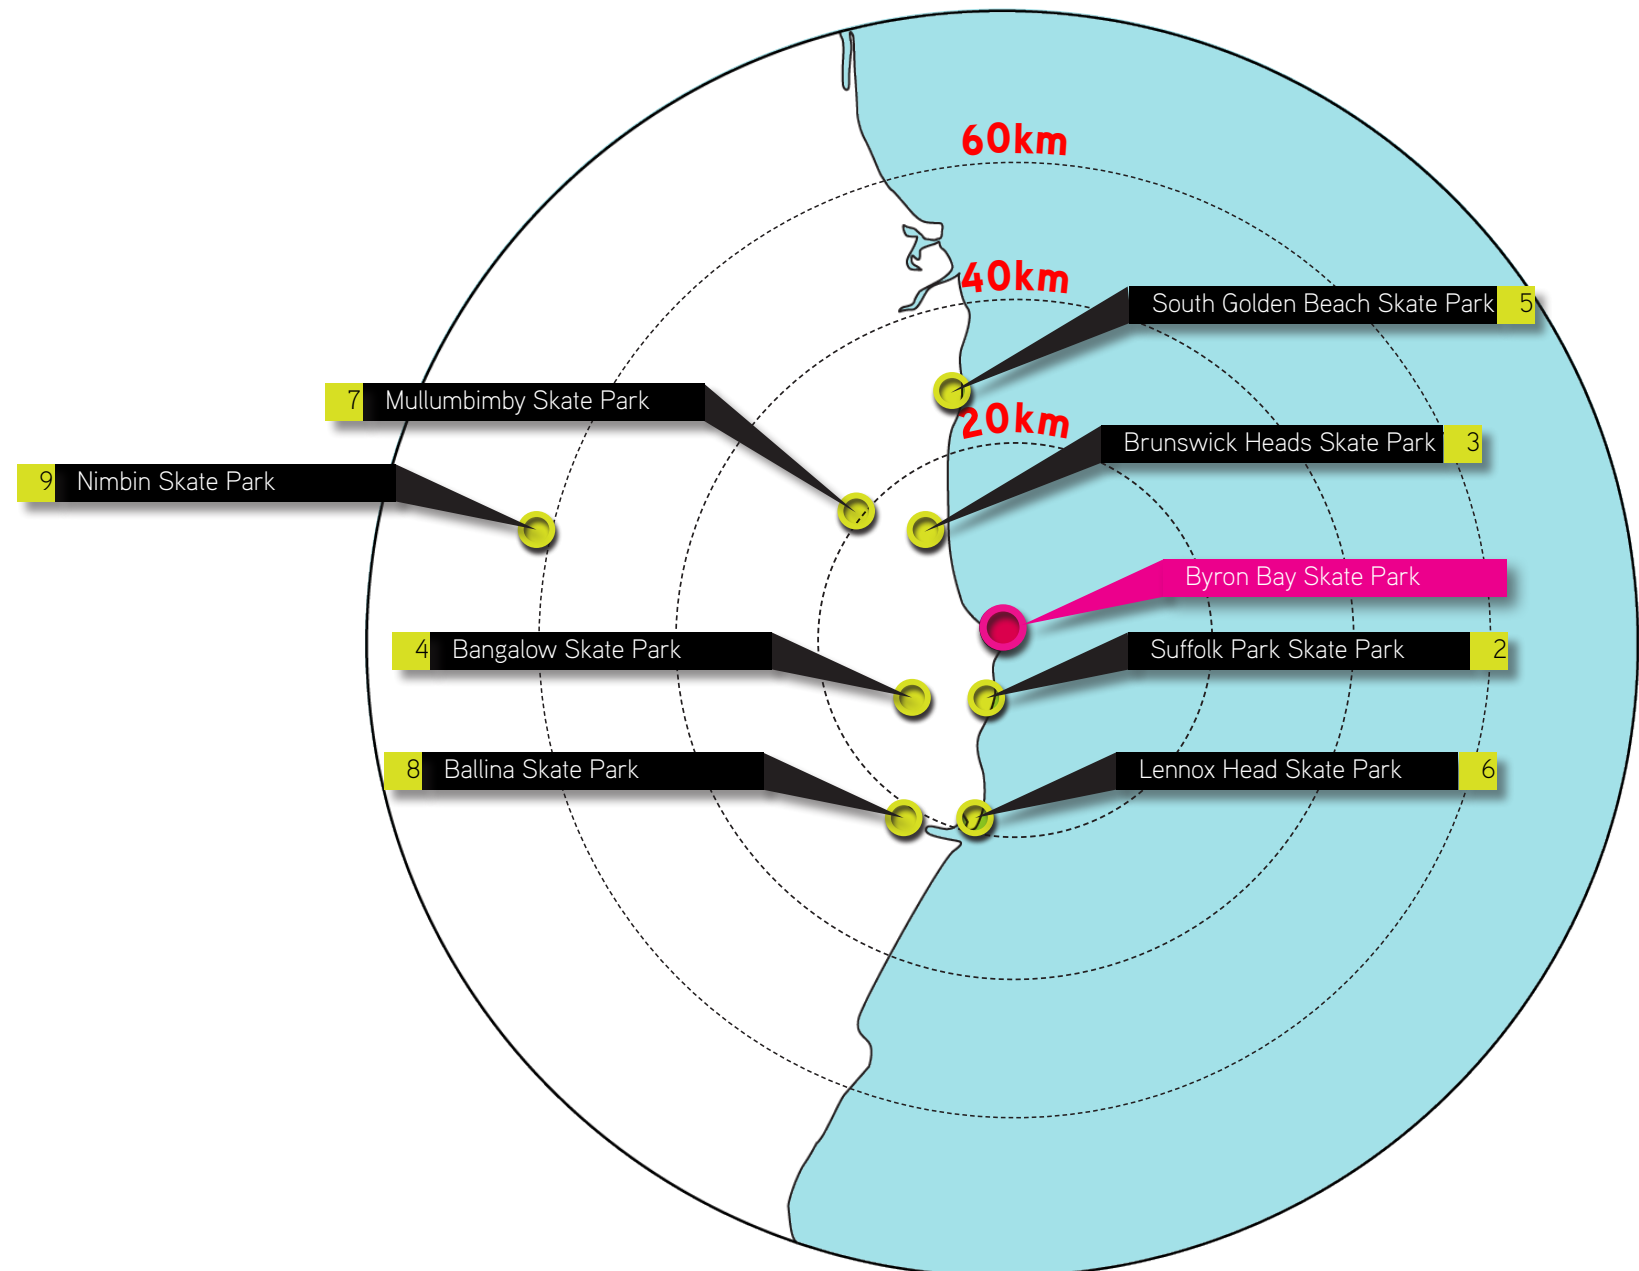 60km
40km
South Golden Beach Skate Park 5
7 Mullumbimby Skate Park
20km
Brunswick Heads Skate Park 3
9 Nimbin Skate Park
Byron Bay Skate Park
4 Bangalow Skate Park
Suffolk Park Skate Park 2
8 Ballina Skate Park
Lennox Head Skate Park 6